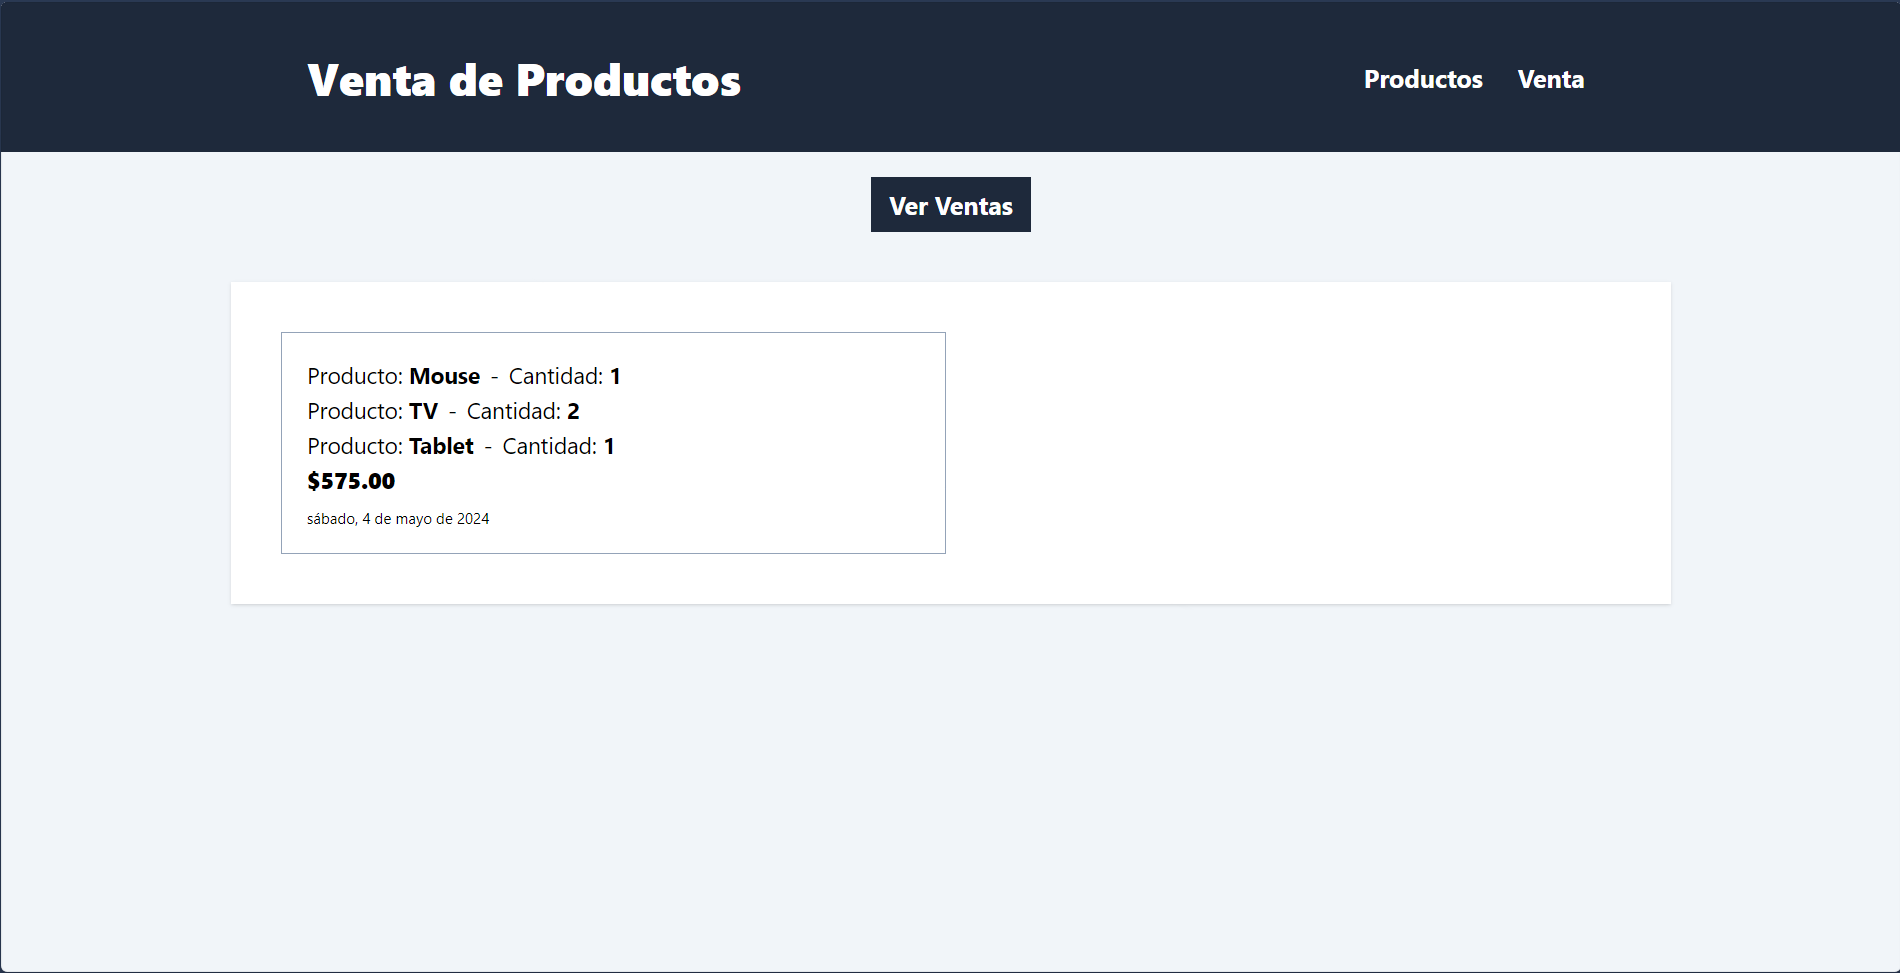 Venta de Productos
Productos Venta
Ver Ventas
Producto: Mouse - Cantidad: 1
Producto: TV - Cantidad: 2
Producto: Tablet - Cantidad: 1
$575.00
sábado, 4 de mayo de 2024